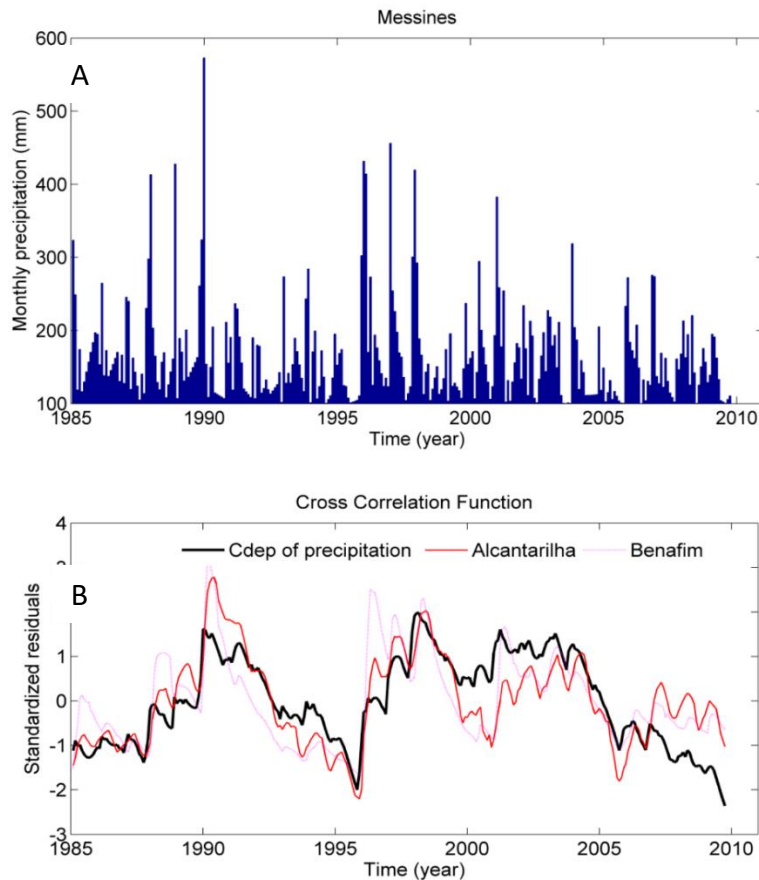 Messines
600
A
500
400
300
200
100
Monthly precipitation (mm)
1985 1990 1995 2000 2005 2010
Time (year)
Cross Correlation Function
4
Cdep of precipitation Alcantarilha Benafim
B
1
0
-1
-2
-3
Standardized residuals
1985 1990 1995 2000 2005 2010
Time (year)